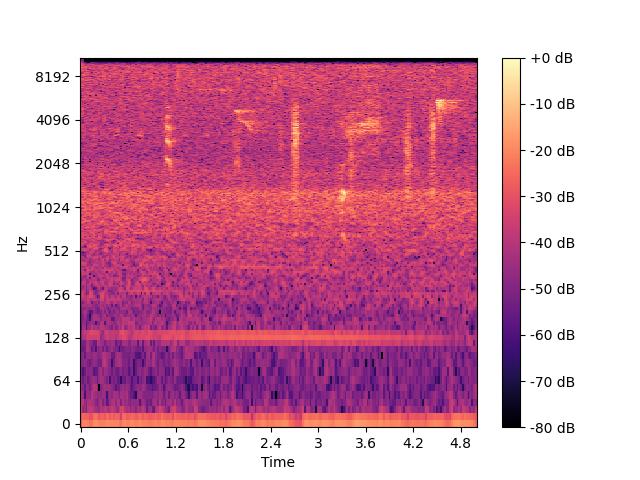 +0 dB
8192
-10 dB
4096
-20 dB
2048
-30 dB
1024
-40 dB
Hz
512
-50 dB
256
-60 dB
128
64
-70 dB
0
-80 dB
0 0.6 1.2 1.8 2.4 3 3.6 4.2 4.8
Time